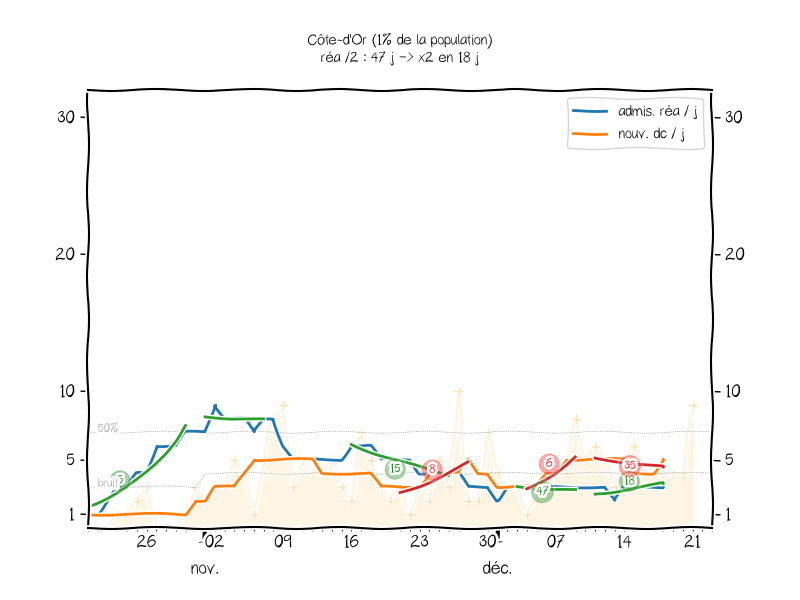 Côte-d'Or (1% de la population)
réa /2 : 47 j -> x2 en 18 j
admis. réa / j
nouv. dc / j
30 30
20 20
10 10
50%
5 5
6
15 8 35
18
bruit
47
1 1
26 02 09 16 23 30 07 14 21
nov. déc.